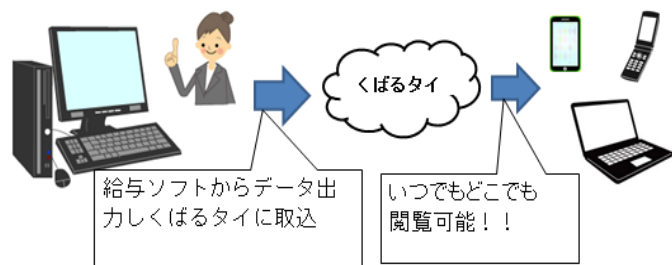 くばるタイ
給与ソフトからデータ出
力しくばるタイに取込
いつでもどこでも
閲覧可能！！